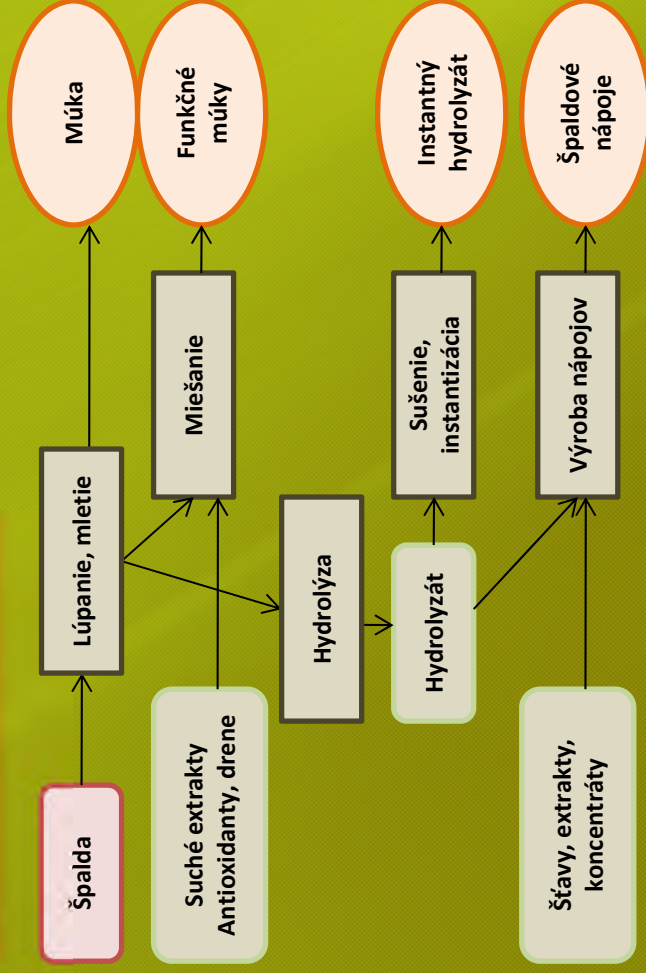 Špalda
Lúpanie, mletie
Múka
Suché extrakty
Antioxidanty, drene
Miešanie
Funkčné
múky
Hydrolýza
Hydrolyzát
Sušenie,
instantizácia
Instantný
hydrolyzát
Šťavy, extrakty,
koncentráty
Výroba nápojov
Špaldové
nápoje